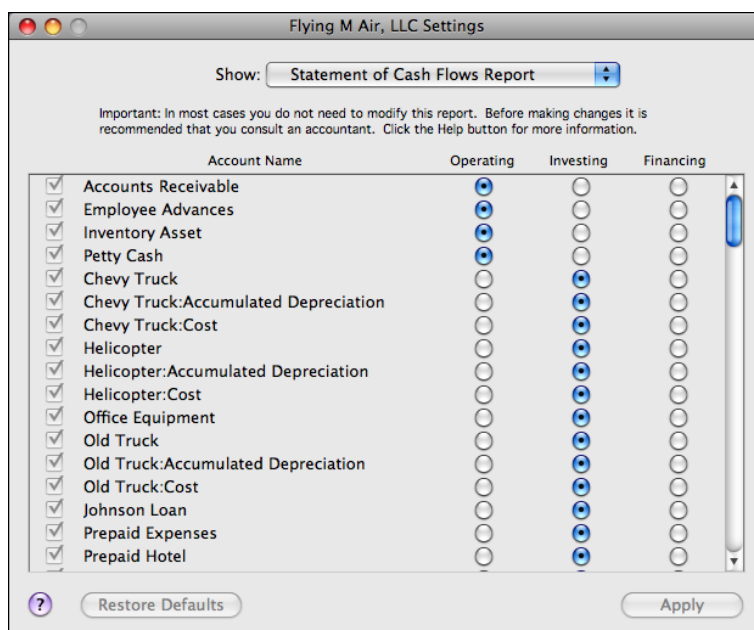 Flying M Air, LLC Settings
Show: Statement of Cash Flows Report
Important: In most cases you do not need to modify this report. Before making changes it is
recommended that you consult an accountant. Click the Help button for more information.
Account Name Operating Investing Financing
Accounts Receivable
Employee Advances
Inventory Asset
Petty Cash
Chevy Truck
Chevy Truck:Accumulated Depreciation
Chevy Truck:Cost
Helicopter
Helicopter:Accumulated Depreciation
Helicopter:Cost
Office Equipment
Old Truck
Old Truck:Accumulated Depreciation
Old Truck:Cost
Johnson Loan
Prepaid Expenses
Prepaid Hotel
? Restore Defaults Apply